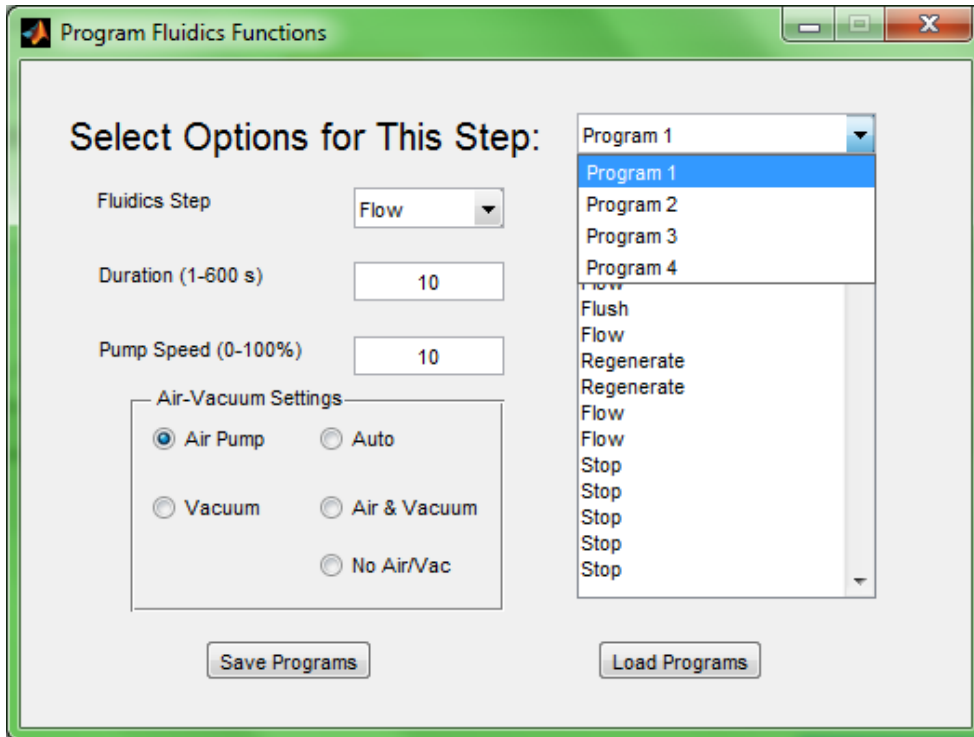 Program Fluidics Functions
Select Options for This Step:
Program 1
Program 1
Program 2
Program 3
Program 4
Fluidics Step
Flow
Duration (1-600 s)
10
Pump Speed (0-100%)
10
Air-Vacuum Settings
Air Pump
Auto
Vacuum
Air & Vacuum
No Air/Vac
Flow
Flush
Flow
Regenerate
Regenerate
Flow
Flow
Stop
Stop
Stop
Stop
Stop
Save Programs
Load Programs